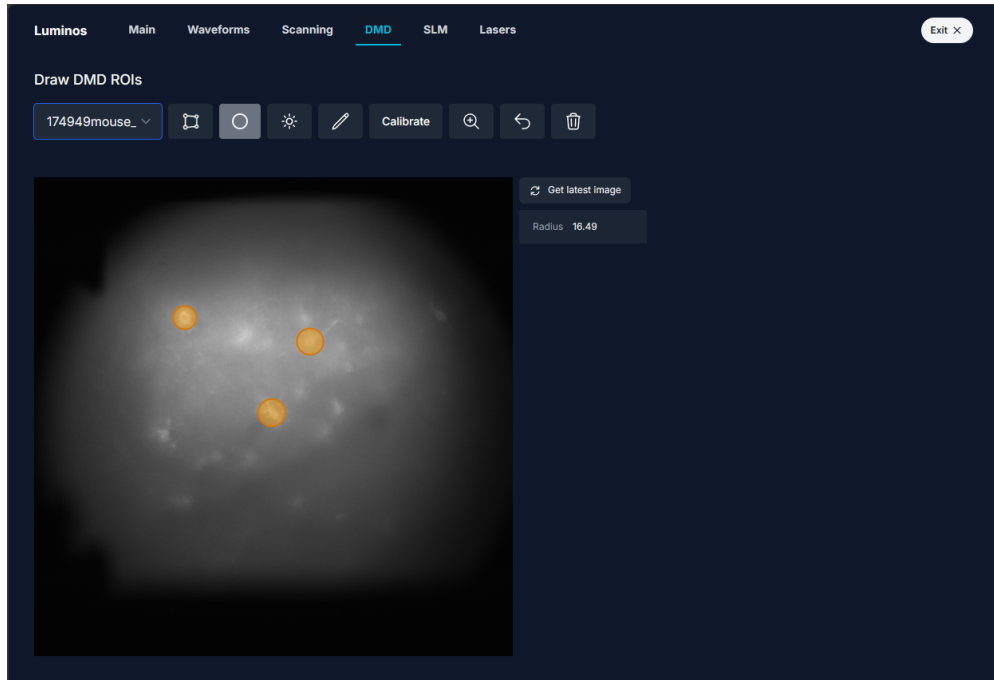 Luminos Main Waveforms Scanning DMD SLM Lasers Exit ×
Draw DMD ROIs
174949mouse_ Calibrate
Get latest image
Radius 16.49